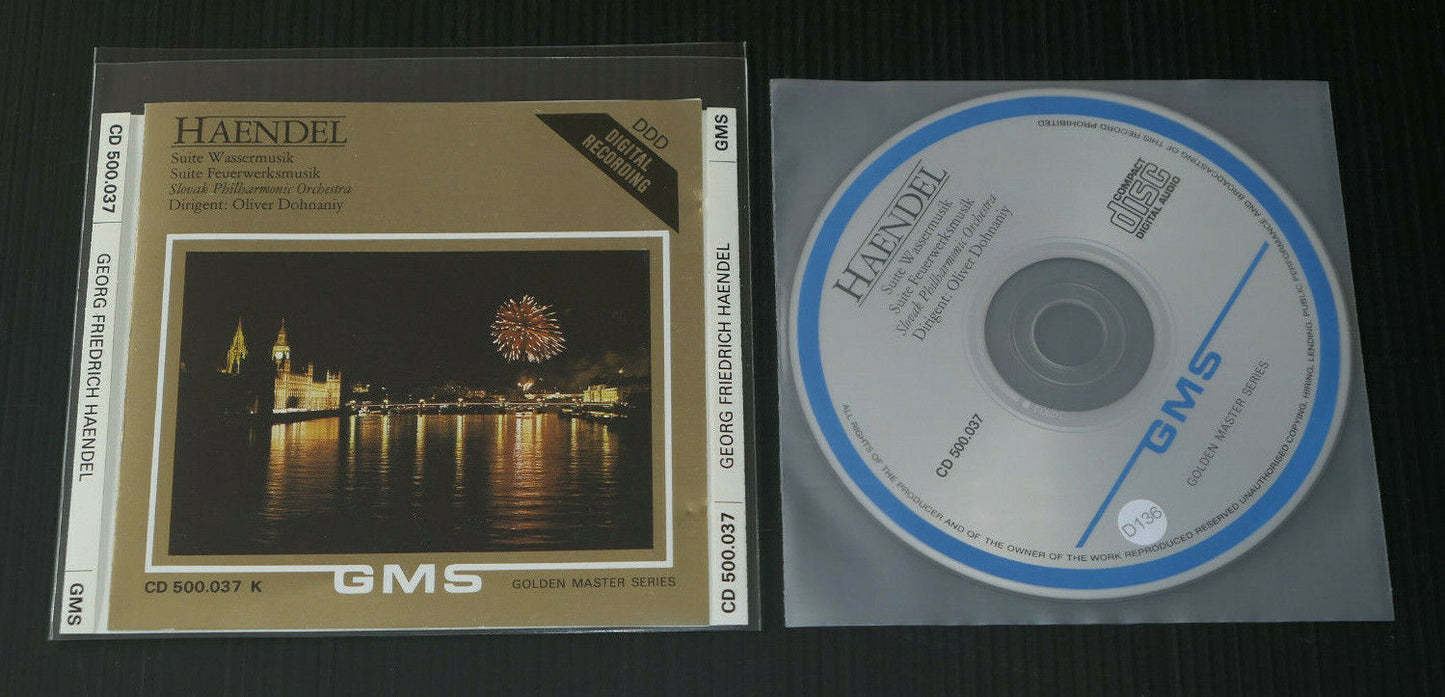 CD 500.037
GEORG FRIEDRICH HAENDEL
GMS
HAENDEL
Suite Wassermusik
Suite Feuerwerksmusik
Slovak Philharmonic Orchestra
Dirigent: Oliver Dohnaniy
DDD
DIGITAL
RECORDING
CD 500.037 K
GMS
GOLDEN MASTER SERIES
GMS
GEORG FRIEDRICH HAENDEL
CD 500.037
HAENDEL
Suite Wassermusik
Suite Feuerwerksmusik
Slovak Philharmonic Orchestra
Dirigent: Oliver Dohnaniy
COMPACT
disc
DIGITAL AUDIO
CD 500.037
GMS
GOLDEN MASTER SERIES
D136
ALL RIGHTS OF THE PRODUCER AND OF THE OWNER OF THE WORK REPRODUCED RESERVED UNAUTHORISED COPYING, HIRING, LENDING, PUBLIC PERFORMANCE AND BROADCASTING OF THIS RECORD PROHIBITED